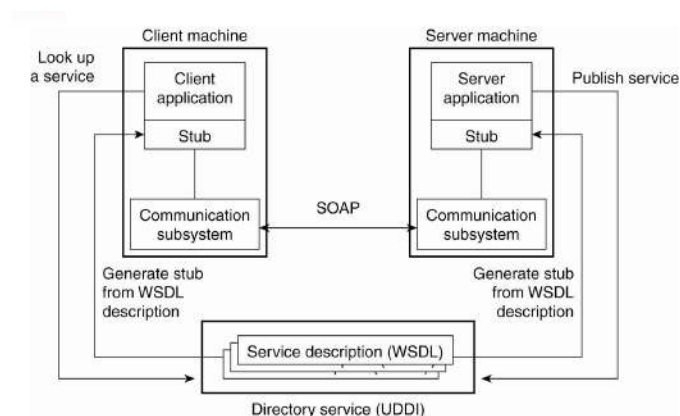 Client machine
Server machine
Look up
a service
Client
application
Stub
Server
application
Stub
Publish service
Communication
subsystem
SOAP
Communication
subsystem
Generate stub
from WSDL
description
Generate stub
from WSDL
description
Service description (WSDL)
Directory service (UDDI)